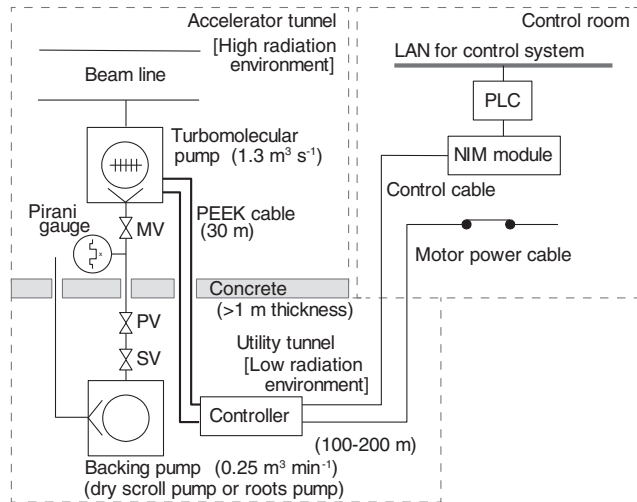 Accelerator tunnel
[High radiation
environment]
Beam line
Turbomolecular
pump (1.3 m³ s⁻¹)
Pirani
gauge
MV
PEEK cable
(30 m)
Concrete
(>1 m thickness)
PV
SV
Utility tunnel
[Low radiation
environment]
Controller
(100-200 m)
Backing pump (0.25 m³ min⁻¹)
(dry scroll pump or roots pump)
Control room
LAN for control system
PLC
NIM module
Control cable
Motor power cable